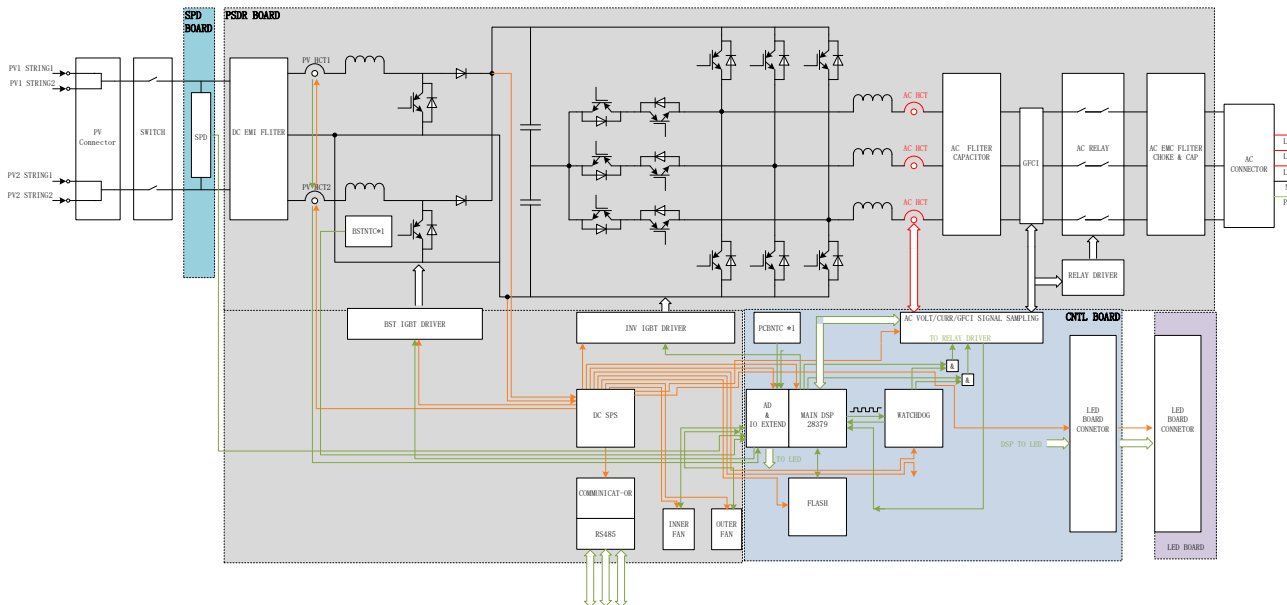 SPD
BOARD
PSDR BOARD
PV1 STRING1
PV1 STRING2
PV2 STRING1
PV2 STRING2
PV
Connector
SWITCH
SPD
DC EMI FLITER
PV HCT1
PV HCT2
BSTNTC*1
AC HCT
AC HCT
AC HCT
AC FLITER
CAPACITOR
GFCI
AC RELAY
AC EMC FLITER
CHOKE & CAP
AC
CONNECTOR
L
L
L
N
P
RELAY DRIVER
BST IGBT DRIVER
INV IGBT DRIVER
PCBNTC *1
AC VOLT/CURR/GFCI SIGNAL SAMPLING
CNTL BOARD
TO RELAY DRIVER
&
&
DC SPS
AD
&
IO EXTEND
MAIN DSP
28379
WATCHDOG
LED
BOARD
CONNETOR
LED
BOARD
CONNETOR
DSP TO LED
TO LED
COMMUNICAT-OR
RS485
INNER
FAN
OUTER
FAN
FLASH
LED BOARD